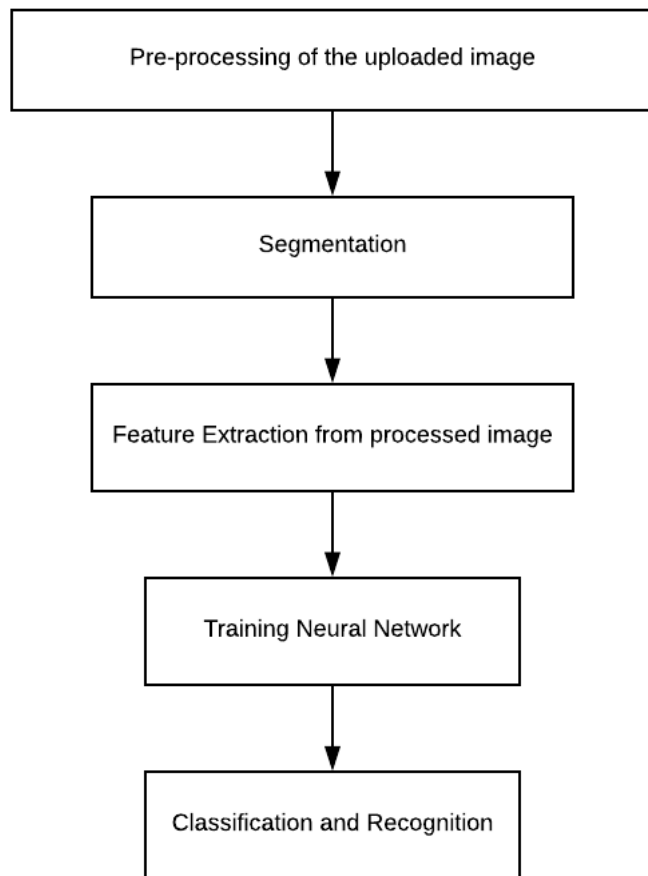 Pre-processing of the uploaded image
Segmentation
Feature Extraction from processed image
Training Neural Network
Classification and Recognition